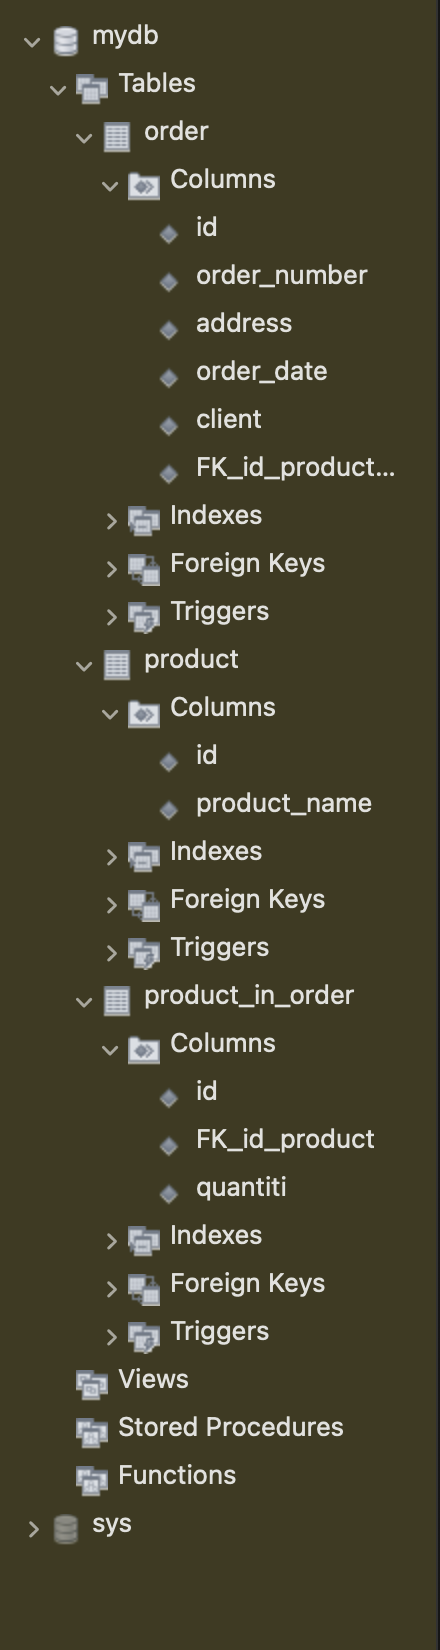 mydb
Tables
order
Columns
id
order_number
address
order_date
client
FK_id_product...
Indexes
Foreign Keys
Triggers
product
Columns
id
product_name
Indexes
Foreign Keys
Triggers
product_in_order
Columns
id
FK_id_product
quantiti
Indexes
Foreign Keys
Triggers
Views
Stored Procedures
Functions
sys